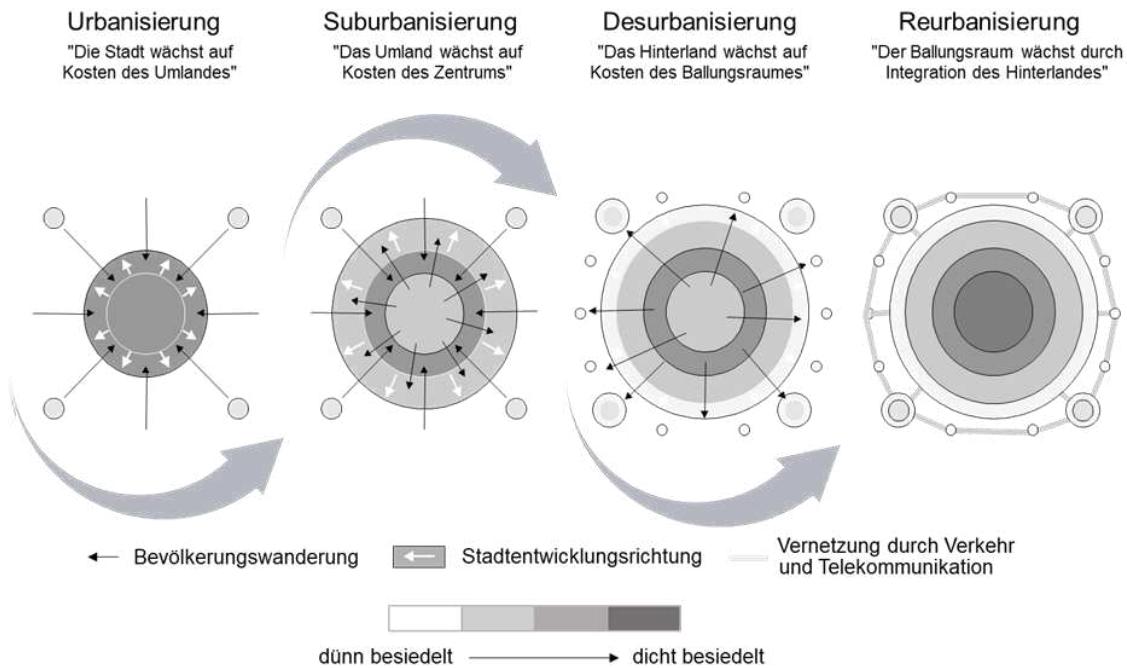 Urbanisierung
"Die Stadt wächst auf
Kosten des Umlandes"
Suburbanisierung
"Das Umland wächst auf
Kosten des Zentrums"
Desurbanisierung
"Das Hinterland wächst auf
Kosten des Ballungsraumes"
Reurbanisierung
"Der Ballungsraum wächst durch
Integration des Hinterlandes"
Bevölkerungswanderung
Stadtentwicklungsrichtung
Vernetzung durch Verkehr
und Telekommunikation
dünn besiedelt
dicht besiedelt